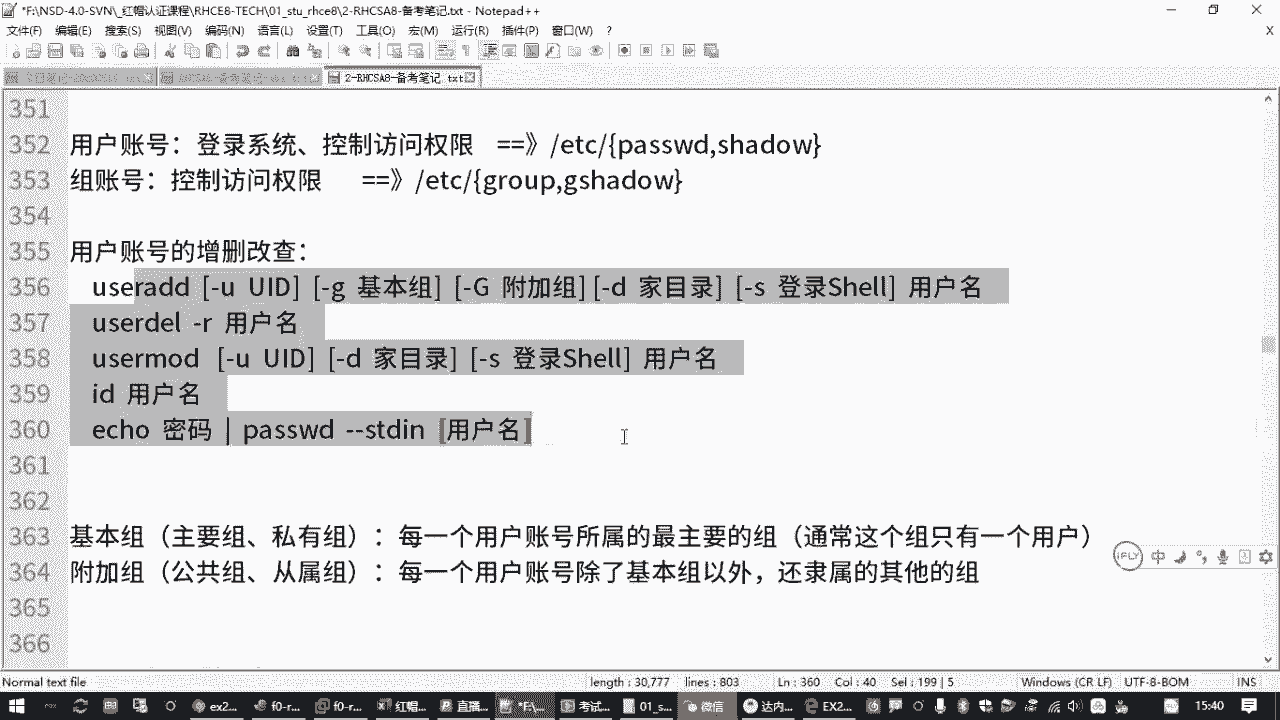 *F:\NSD-4.0-SVN\_红帽认证课程\RHCE8-TECH\01_stu_rhce8\2-RHCSA8-备考笔记.txt - Notepad++
文件(F) 编辑(E) 搜索(S) 视图(V) 编码(N) 语言(L) 设置(T) 工具(O) 宏(M) 运行(R) 插件(P) 窗口(W) ? X
2-RHCSA8-备考笔记.txt
351
352 用户账号：登录系统、控制访问权限 ==》/etc/{passwd,shadow}
353 组账号：控制访问权限 ==》/etc/{group,gshadow}
354
355 用户账号的增删改查：
356 useradd [-u UID] [-g 基本组] [-G 附加组] [-d 家目录] [-s 登录Shell] 用户名
357 userdel -r 用户名
358 usermod [-u UID] [-d 家目录] [-s 登录Shell] 用户名
359 id 用户名
360 echo 密码 | passwd --stdin [用户名]
361
362
363 基本组（主要组、私有组）：每一个用户账号所属的最主要的组（通常这个组只有一个用户）
364 附加组（公共组、从属组）：每一个用户账号除了基本组以外，还隶属的其他的组
365
366
iFLY 中
Normal text file length : 30,777 lines : 803 Ln : 360 Col : 40 Sel : 199 | 5 Windows (CR LF) UTF-8-BOM INS
ex2... f0-r... f0-r... 红帽... 直播... *F:\... 考试... 01_s... 微信 达内... EX2... 15:40